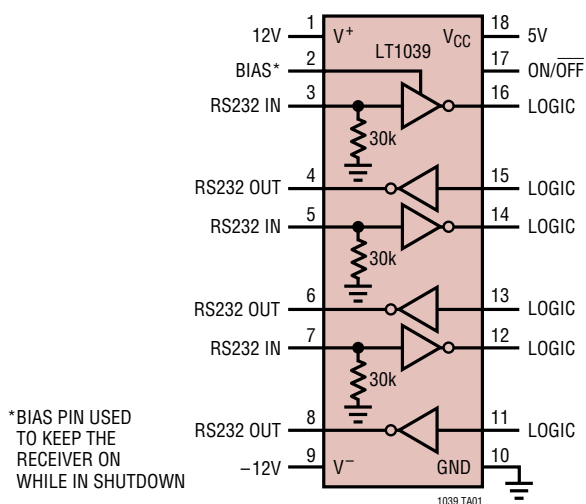 12V 1 V+ VCC 18 5V
LT1039
BIAS* 2 17 ON/OFF
RS232 IN 3 16 LOGIC
30k
RS232 OUT 4 15 LOGIC
RS232 IN 5 14 LOGIC
30k
RS232 OUT 6 13 LOGIC
RS232 IN 7 12 LOGIC
30k
RS232 OUT 8 11 LOGIC
–12V 9 V– GND 10
*BIAS PIN USED
TO KEEP THE
RECEIVER ON
WHILE IN SHUTDOWN
1039 TA01